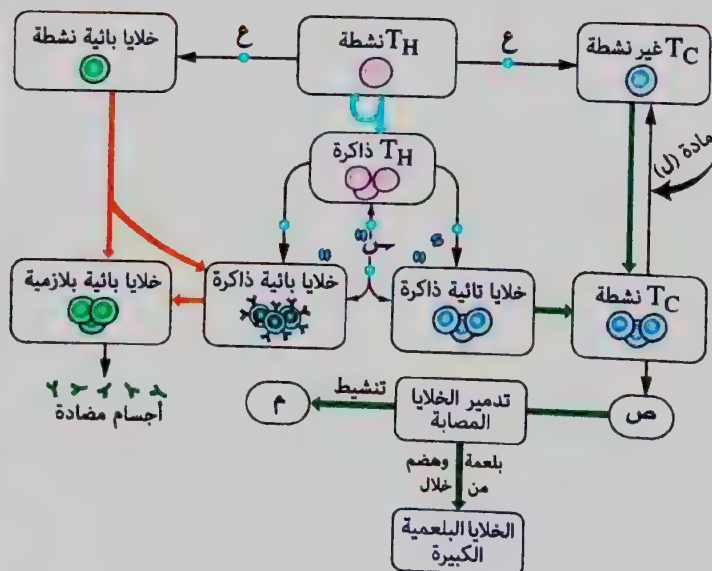 خلايا بائية نشطة
ع
TH نشطة
ع
TC غير نشطة
TH ذاكرة
مادة (ل)
س
خلايا بائية بلازمية
خلايا بائية ذاكرة
خلايا تائية ذاكرة
TC نشطة
أجسام مضادة
م
تنشيط
تدمير الخلايا
المصابة
ص
بلعمة
وهضم
من
خلال
الخلايا البلعمية
الكبيرة